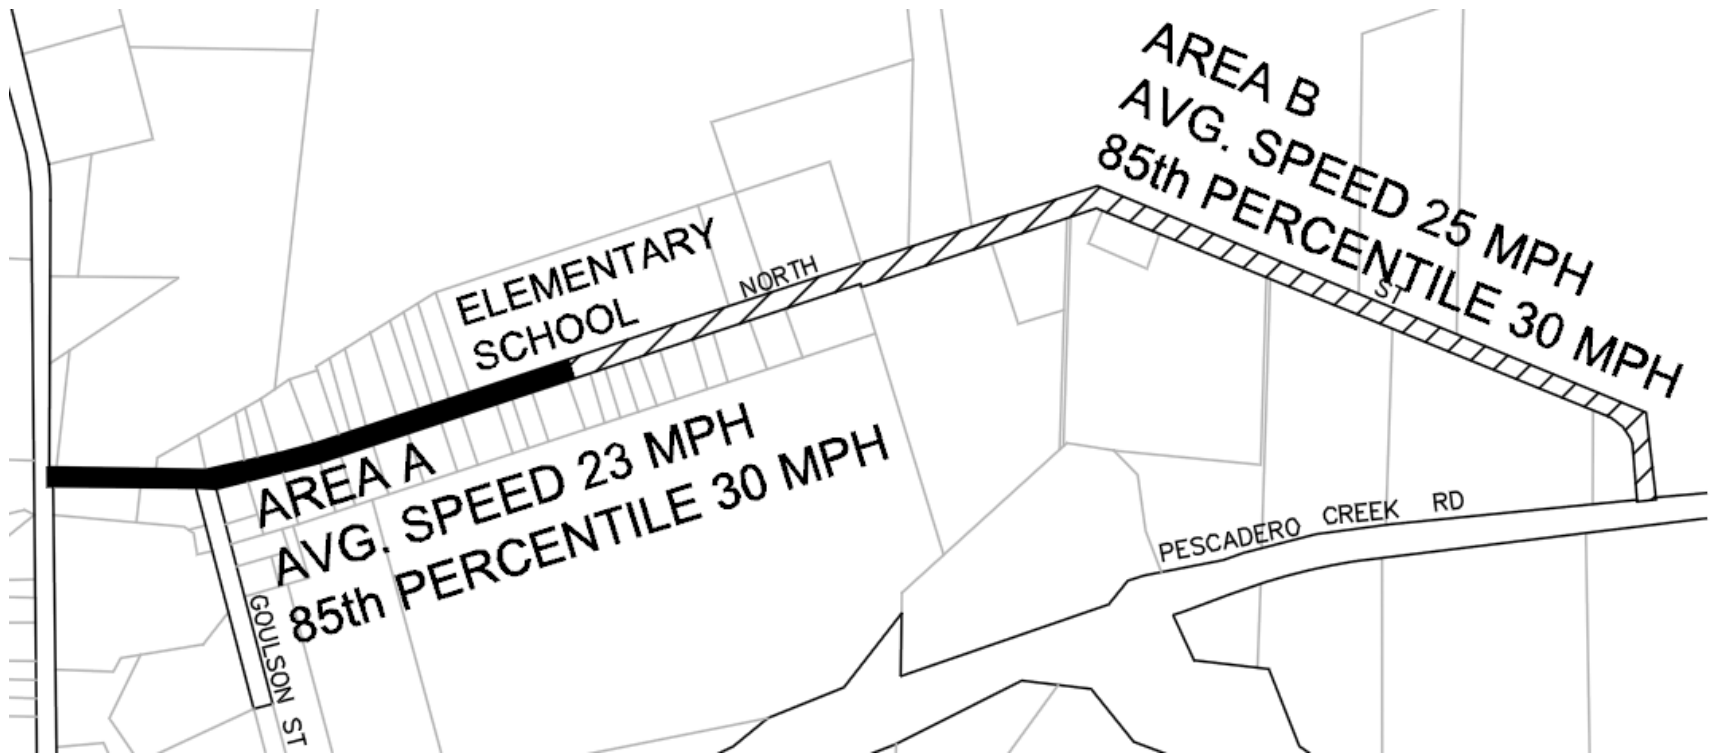 AREA B
AVG. SPEED 25 MPH
85th PERCENTILE 30 MPH
ELEMENTARY
SCHOOL
NORTH
ST
AREA A
AVG. SPEED 23 MPH
85th PERCENTILE 30 MPH
PESCADERO CREEK RD
GOULSON ST